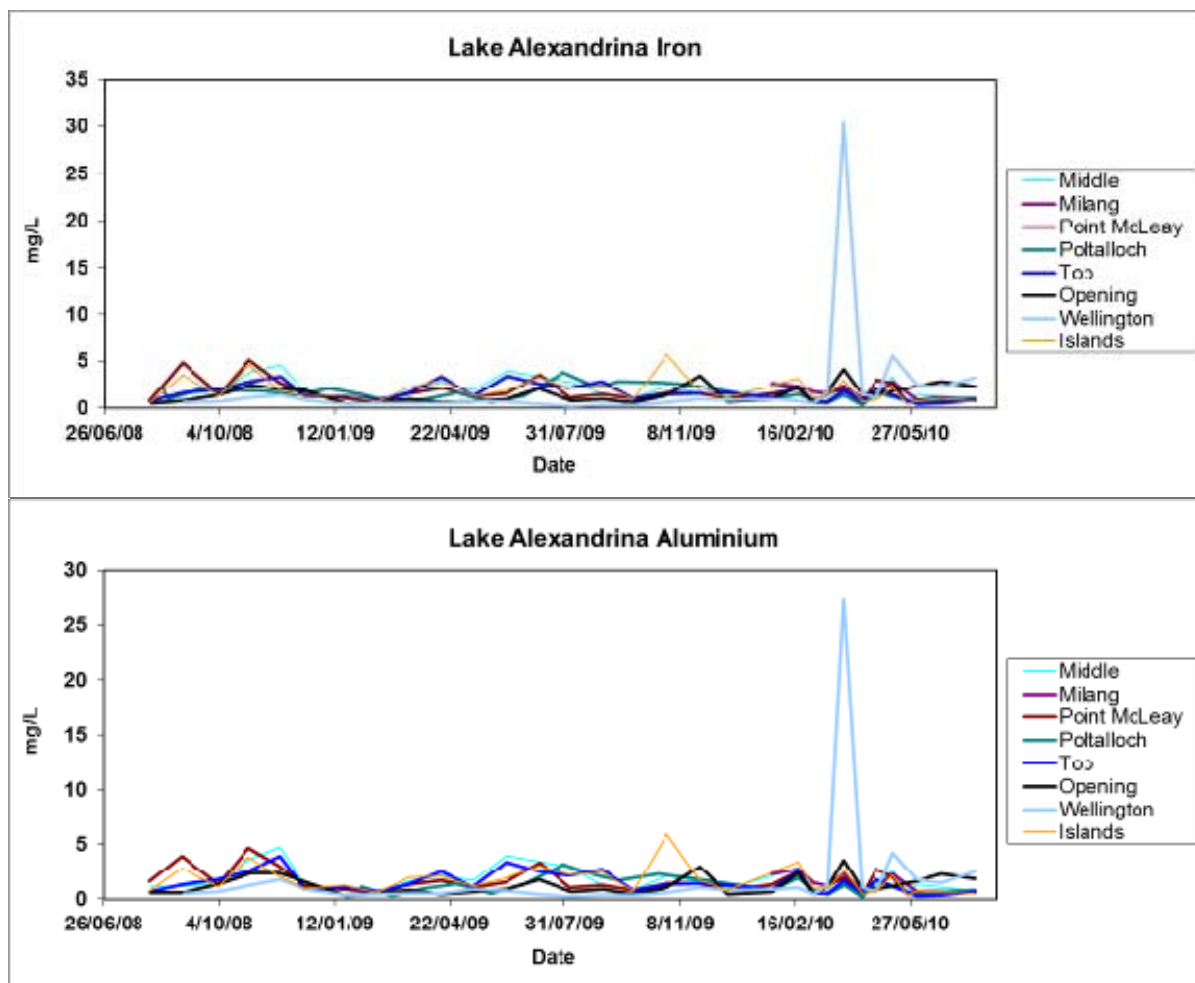 Lake Alexandrina Iron
35
30
25
20
15
10
5
0
mg/L
26/06/08 4/10/08 12/01/09 22/04/09 31/07/09 8/11/09 16/02/10 27/05/10
Date
Middle
Milang
Point McLeay
Poltalloch
Top
Opening
Wellington
Islands
Lake Alexandrina Aluminium
30
25
20
15
10
5
0
mg/L
26/06/08 4/10/08 12/01/09 22/04/09 31/07/09 8/11/09 16/02/10 27/05/10
Date
Middle
Milang
Point McLeay
Poltalloch
Top
Opening
Wellington
Islands